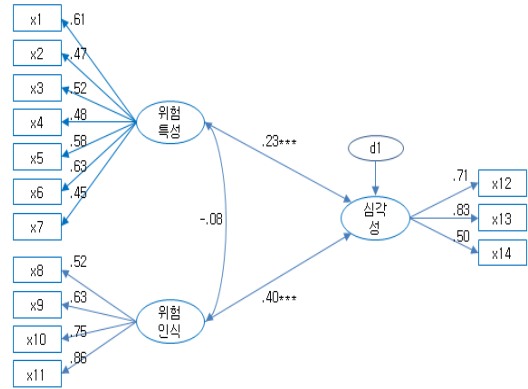 x1
.61
x2
.47
x3
.52
x4
.48
x5
.58
x6
.63
x7
.45
위험
특성
.23***
d1
-.08
심각
성
.71
x12
.83
x13
.50
x14
x8
.52
x9
.63
x10
.75
x11
.86
위험
인식
.40***